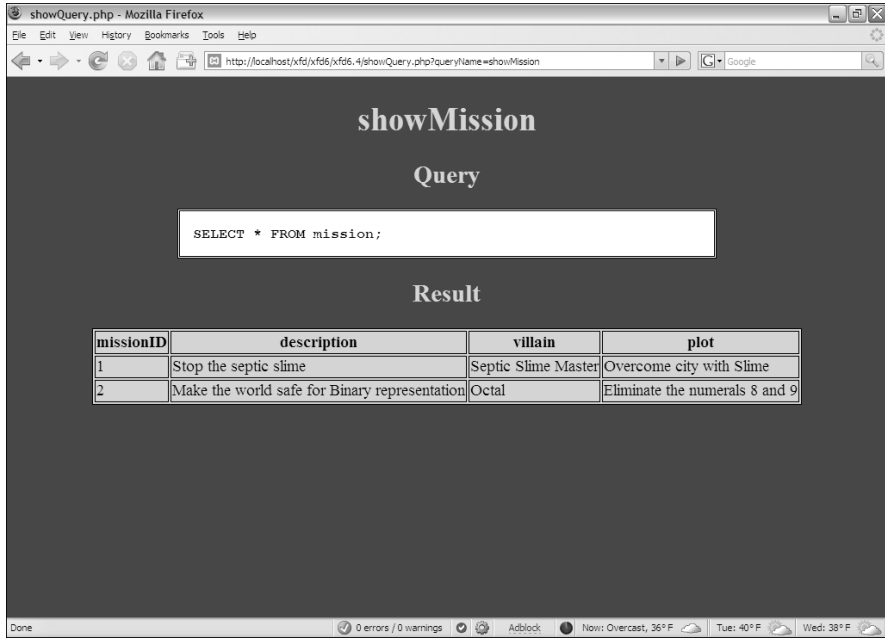 showQuery.php - Mozilla Firefox
File Edit View History Bookmarks Tools Help
http://localhost/xfd/xfd6/xfd6.4/showQuery.php?queryName=showMission G Google
showMission
Query
SELECT * FROM mission;
Result
missionID description villain plot
1 Stop the septic slime Septic Slime Master Overcome city with Slime
2 Make the world safe for Binary representation Octal Eliminate the numerals 8 and 9
Done 0 errors / 0 warnings Adblock Now: Overcast, 36° F Tue: 40° F Wed: 38° F